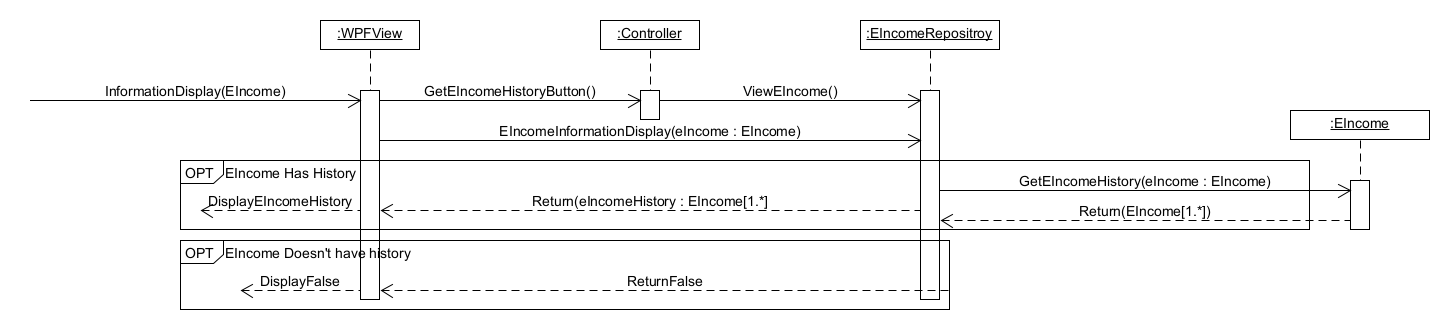 :WPFView
:Controller
:EIncomeRepositroy
InformationDisplay(EIncome)
GetEIncomeHistoryButton()
ViewEIncome()
EIncomeInformationDisplay(eIncome : EIncome)
:EIncome
OPT
EIncome Has History
GetEIncomeHistory(eIncome : EIncome)
DisplayEIncomeHistory
Return(eIncomeHistory : EIncome[1.*]
Return(EIncome[1.*])
OPT
EIncome Doesn't have history
DisplayFalse
ReturnFalse